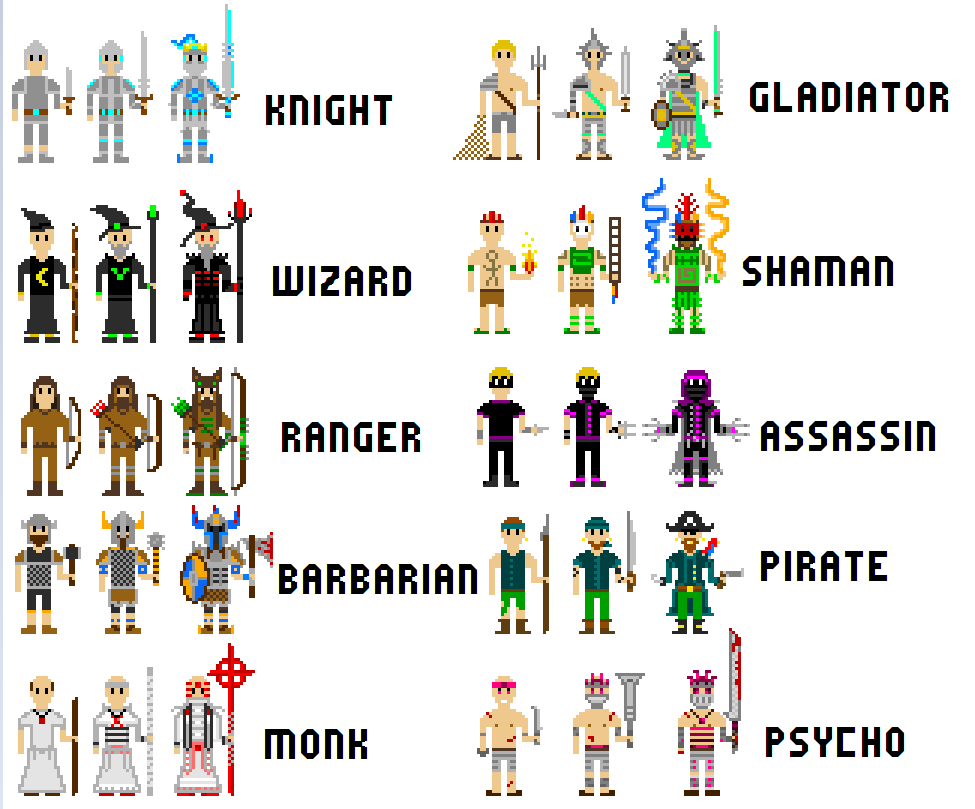 KNIGHT
GLADIATOR
WIZARD
SHAMAN
RANGER
ASSASSIN
BARBARIAN
PIRATE
MONK
PSYCHO